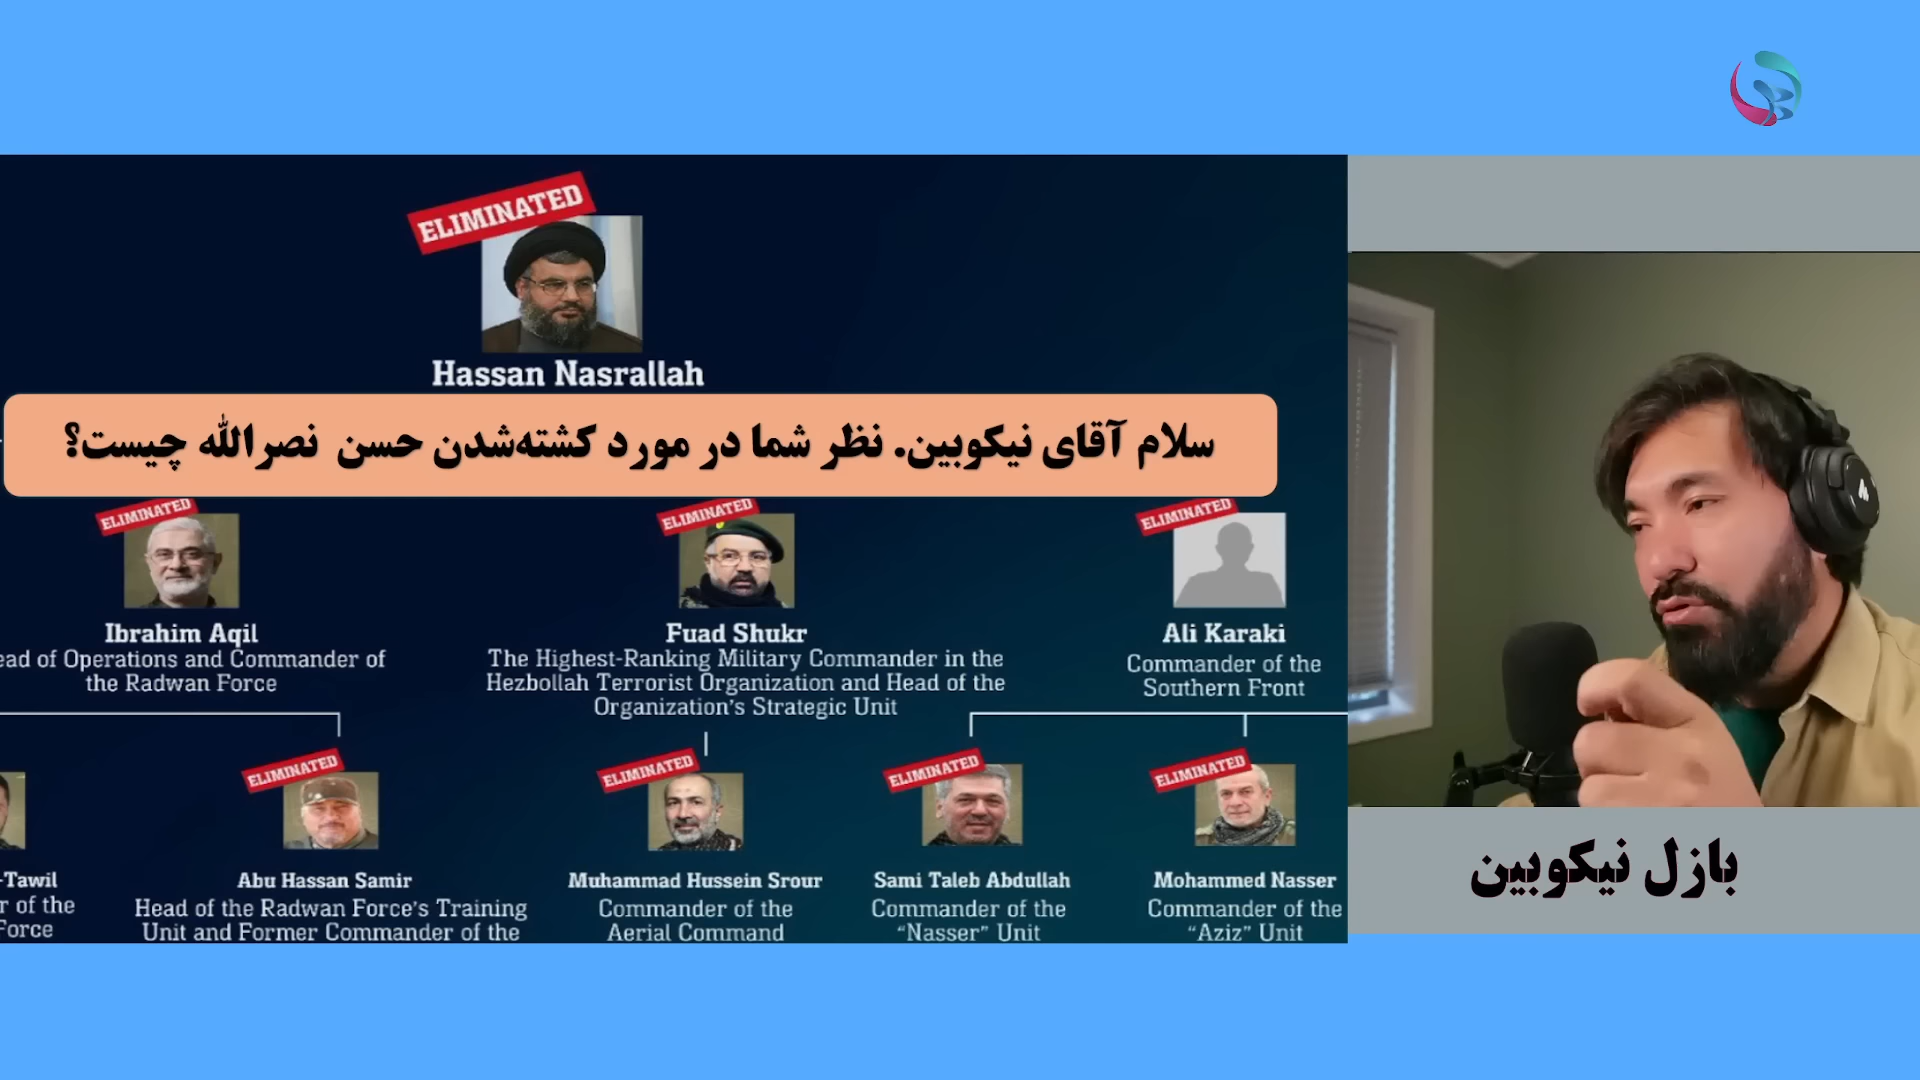 ELIMINATED
Hassan Nasrallah
سلام آقای نیکوبین. نظر شما در مورد کشته‌شدن حسن نصرالله چیست؟
ELIMINATED
Ibrahim Aqil
ead of Operations and Commander of
the Radwan Force
ELIMINATED
Fuad Shukr
The Highest-Ranking Military Commander in the
Hezbollah Terrorist Organization and Head of the
Organization's Strategic Unit
ELIMINATED
Ali Karaki
Commander of the
Southern Front
-Tawil
r of the
Force
ELIMINATED
Abu Hassan Samir
Head of the Radwan Force's Training
Unit and Former Commander of the
ELIMINATED
Muhammad Hussein Srour
Commander of the
Aerial Command
ELIMINATED
Sami Taleb Abdullah
Commander of the
“Nasser” Unit
ELIMINATED
Mohammed Nasser
Commander of the
“Aziz” Unit
بازل نیکوبین